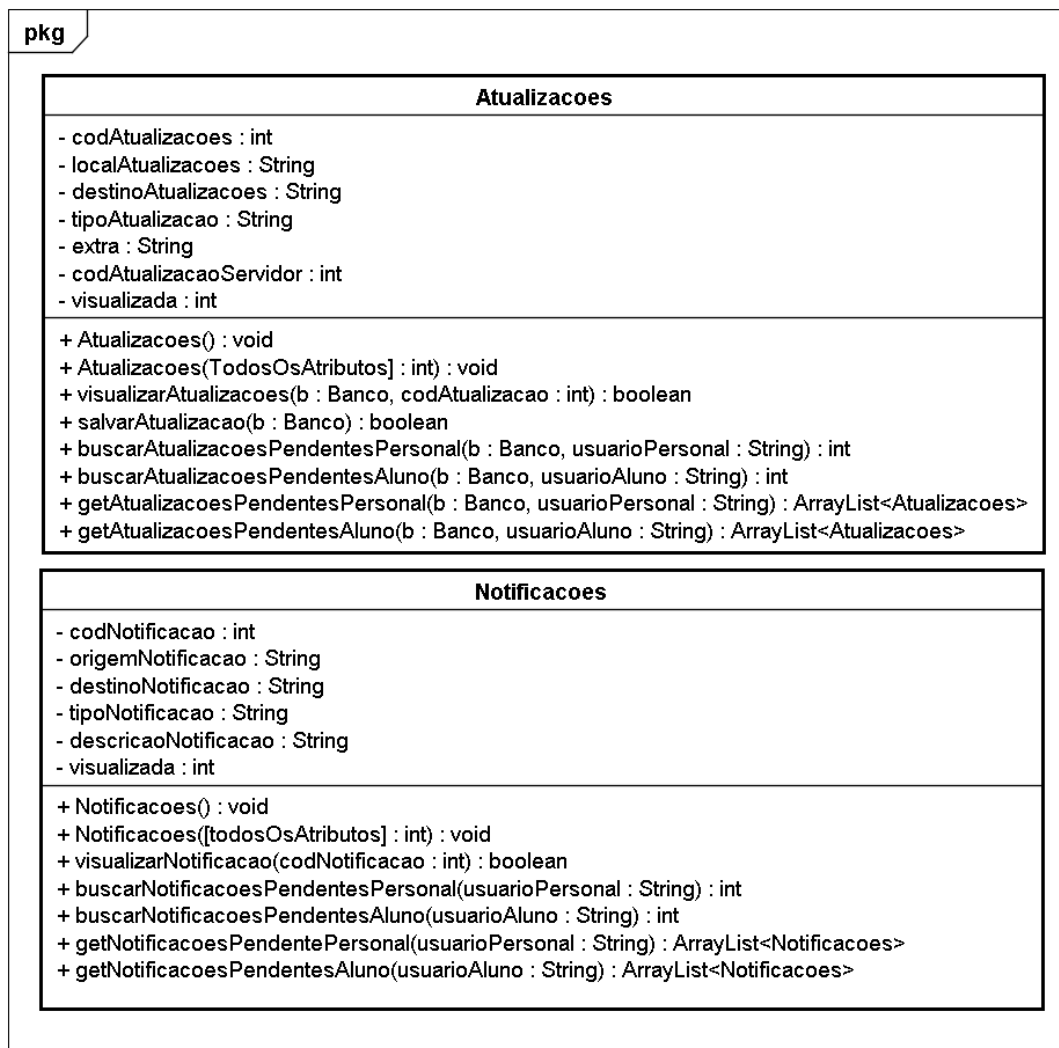 pkg
Atualizacoes
- codAtualizacoes : int
- localAtualizacoes : String
- destinoAtualizacoes : String
- tipoAtualizacao : String
- extra : String
- codAtualizacaoServidor : int
- visualizada : int
+ Atualizacoes() : void
+ Atualizacoes(TodosOsAtributos] : int) : void
+ visualizarAtualizacoes(b : Banco, codAtualizacao : int) : boolean
+ salvarAtualizacao(b : Banco) : boolean
+ buscarAtualizacoesPendentesPersonal(b : Banco, usuarioPersonal : String) : int
+ buscarAtualizacoesPendentesAluno(b : Banco, usuarioAluno : String) : int
+ getAtualizacoesPendentesPersonal(b : Banco, usuarioPersonal : String) : ArrayList<Atualizacoes>
+ getAtualizacoesPendentesAluno(b : Banco, usuarioAluno : String) : ArrayList<Atualizacoes>
Notificacoes
- codNotificacao : int
- origemNotificacao : String
- destinoNotificacao : String
- tipoNotificacao : String
- descricaoNotificacao : String
- visualizada : int
+ Notificacoes() : void
+ Notificacoes([todosOsAtributos] : int) : void
+ visualizarNotificacao(codNotificacao : int) : boolean
+ buscarNotificacoesPendentesPersonal(usuarioPersonal : String) : int
+ buscarNotificacoesPendentesAluno(usuarioAluno : String) : int
+ getNotificacoesPendentePersonal(usuarioPersonal : String) : ArrayList<Notificacoes>
+ getNotificacoesPendentesAluno(usuarioAluno : String) : ArrayList<Notificacoes>